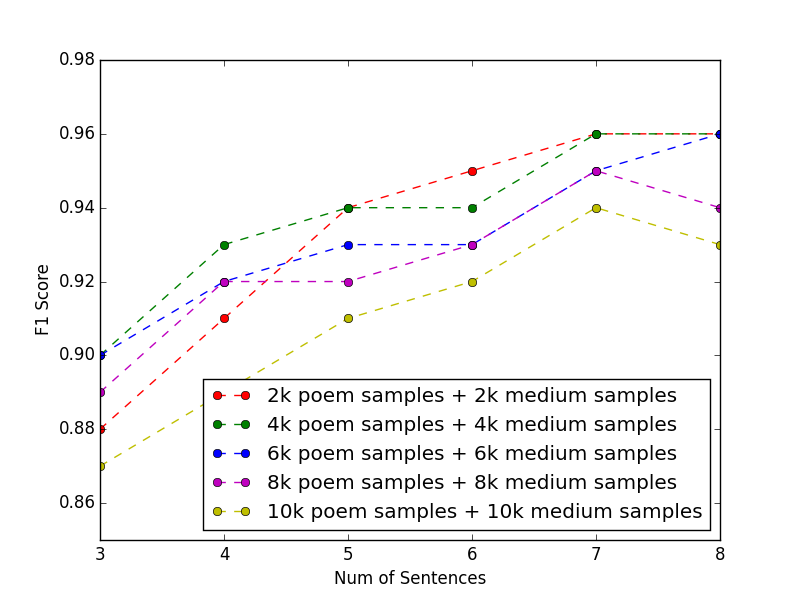 0.98
0.96
0.94
0.92
0.90
0.88
0.86
F1 Score
2k poem samples + 2k medium samples
4k poem samples + 4k medium samples
6k poem samples + 6k medium samples
8k poem samples + 8k medium samples
10k poem samples + 10k medium samples
3 4 5 6 7 8
Num of Sentences